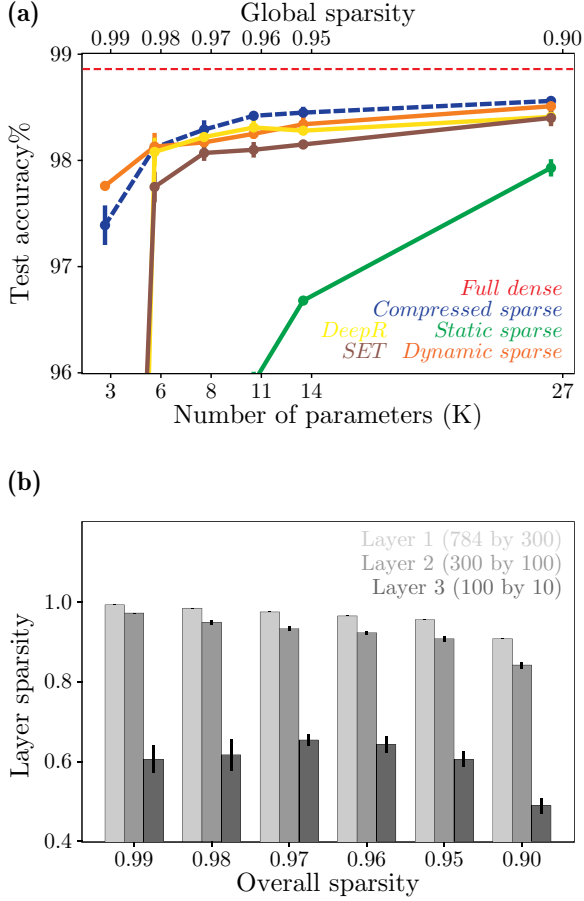 (a)
Global sparsity
0.99 0.98 0.97 0.96 0.95 0.90
99
98
97
96
Test accuracy%
Full dense
Compressed sparse
DeepR Static sparse
SET Dynamic sparse
3 6 8 11 14 27
Number of parameters (K)
(b)
Layer 1 (784 by 300)
Layer 2 (300 by 100)
Layer 3 (100 by 10)
1.0
0.8
0.6
0.4
Layer sparsity
0.99 0.98 0.97 0.96 0.95 0.90
Overall sparsity